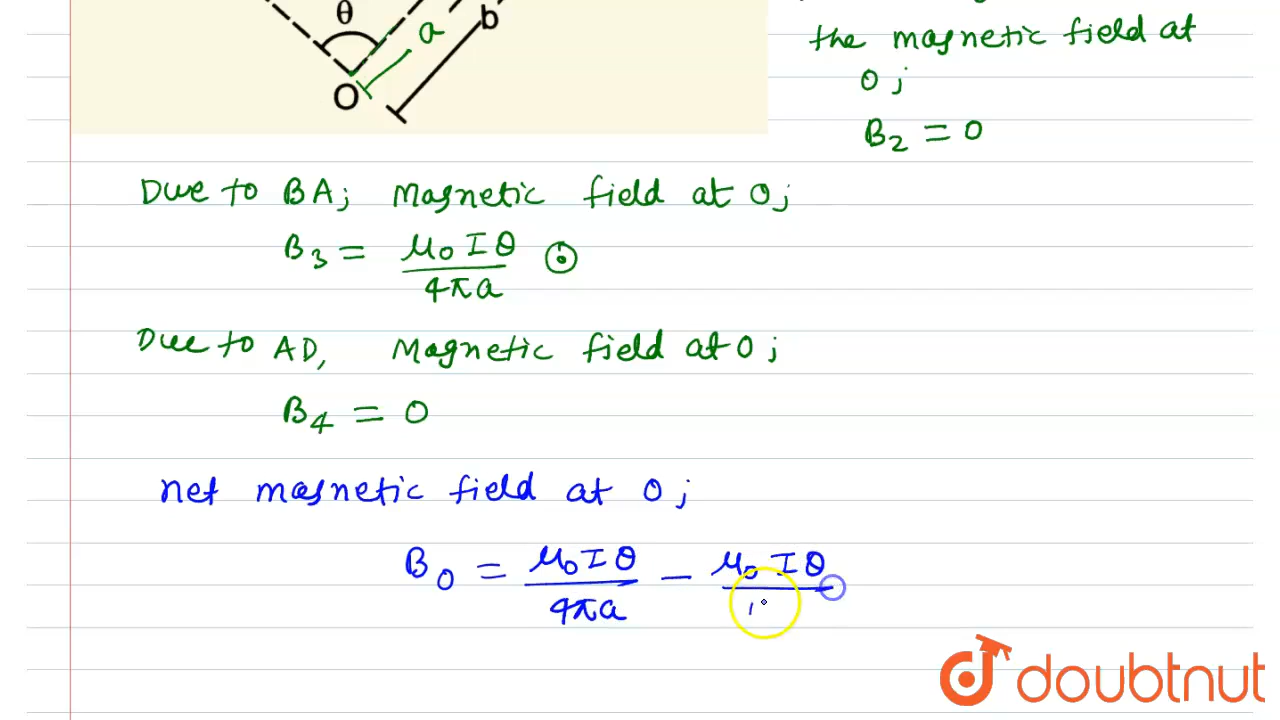 θ
a
b
O
the magnetic field at
O ;
B₂ = 0
Due to BA; Magnetic field at O;
B₃ = μ₀Iθ/4πa ⊙
Due to AD, Magnetic field at O ;
B₄ = 0
net magnetic field at O ;
B₀ = μ₀Iθ/4πa − μ₀Iθ/
doubtnut